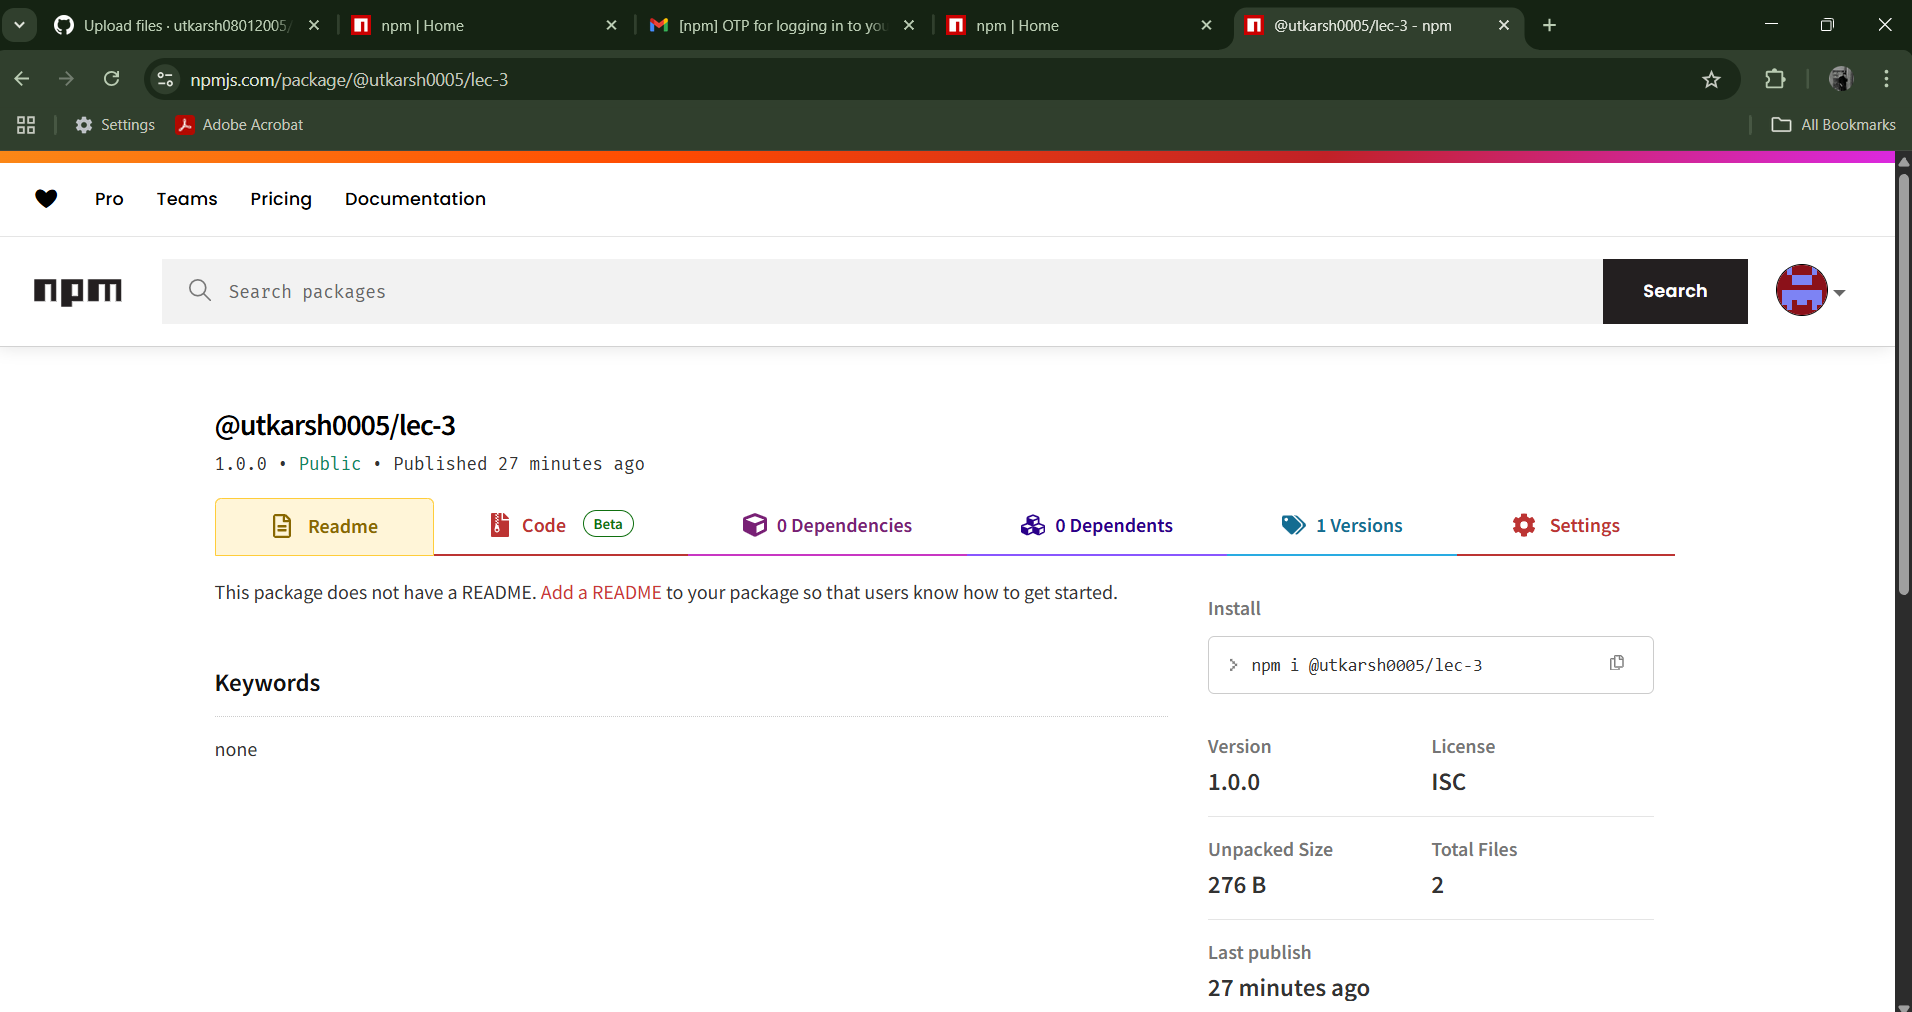 Upload files · utkarsh08012005/
npm | Home
[npm] OTP for logging in to you
npm | Home
@utkarsh0005/lec-3 - npm
npmjs.com/package/@utkarsh0005/lec-3
Settings
Adobe Acrobat
All Bookmarks
Pro
Teams
Pricing
Documentation
npm
Search packages
Search
@utkarsh0005/lec-3
1.0.0 • Public • Published 27 minutes ago
Readme
Code Beta
0 Dependencies
0 Dependents
1 Versions
Settings
This package does not have a README. Add a README to your package so that users know how to get started.
Keywords
none
Install
npm i @utkarsh0005/lec-3
Version
1.0.0
License
ISC
Unpacked Size
276 B
Total Files
2
Last publish
27 minutes ago